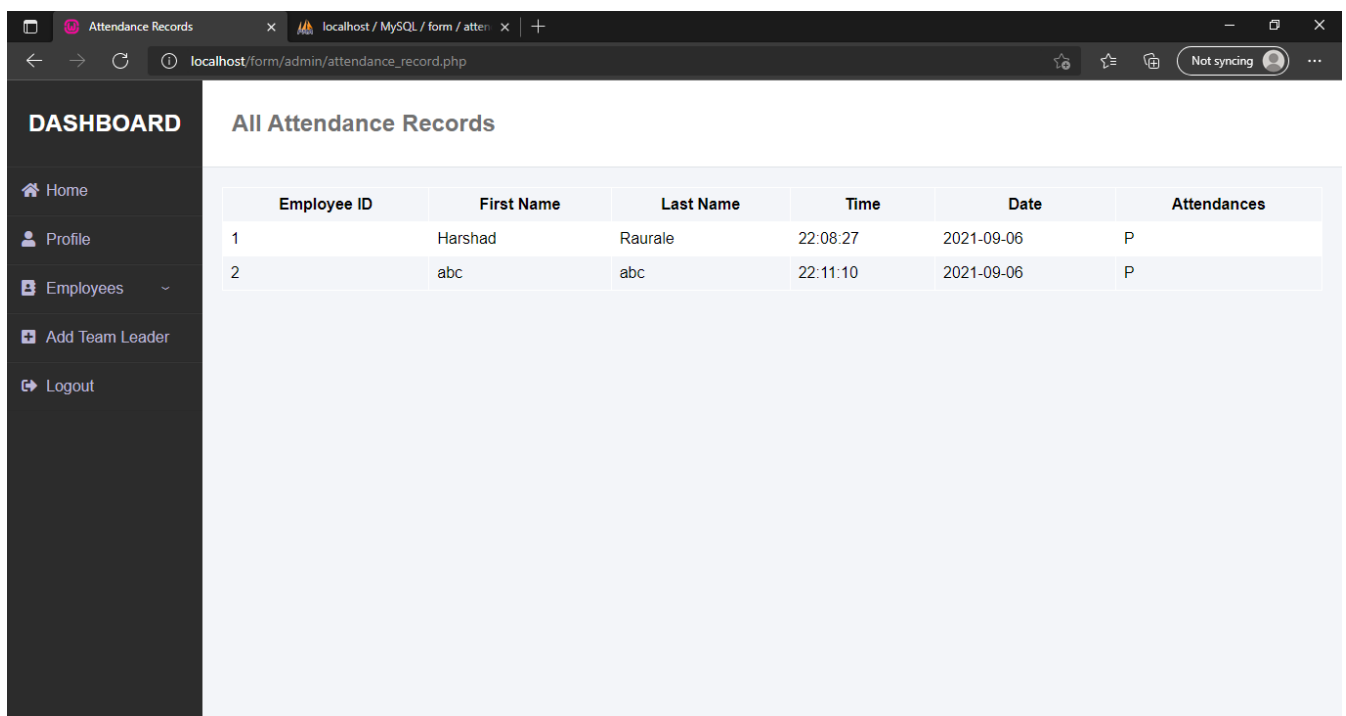 Attendance Records
localhost / MySQL / form / atten
localhost/form/admin/attendance_record.php
Not syncing
DASHBOARD
Home
Profile
Employees
Add Team Leader
Logout
All Attendance Records
Employee ID First Name Last Name Time Date Attendances
1 Harshad Raurale 22:08:27 2021-09-06 P
2 abc abc 22:11:10 2021-09-06 P